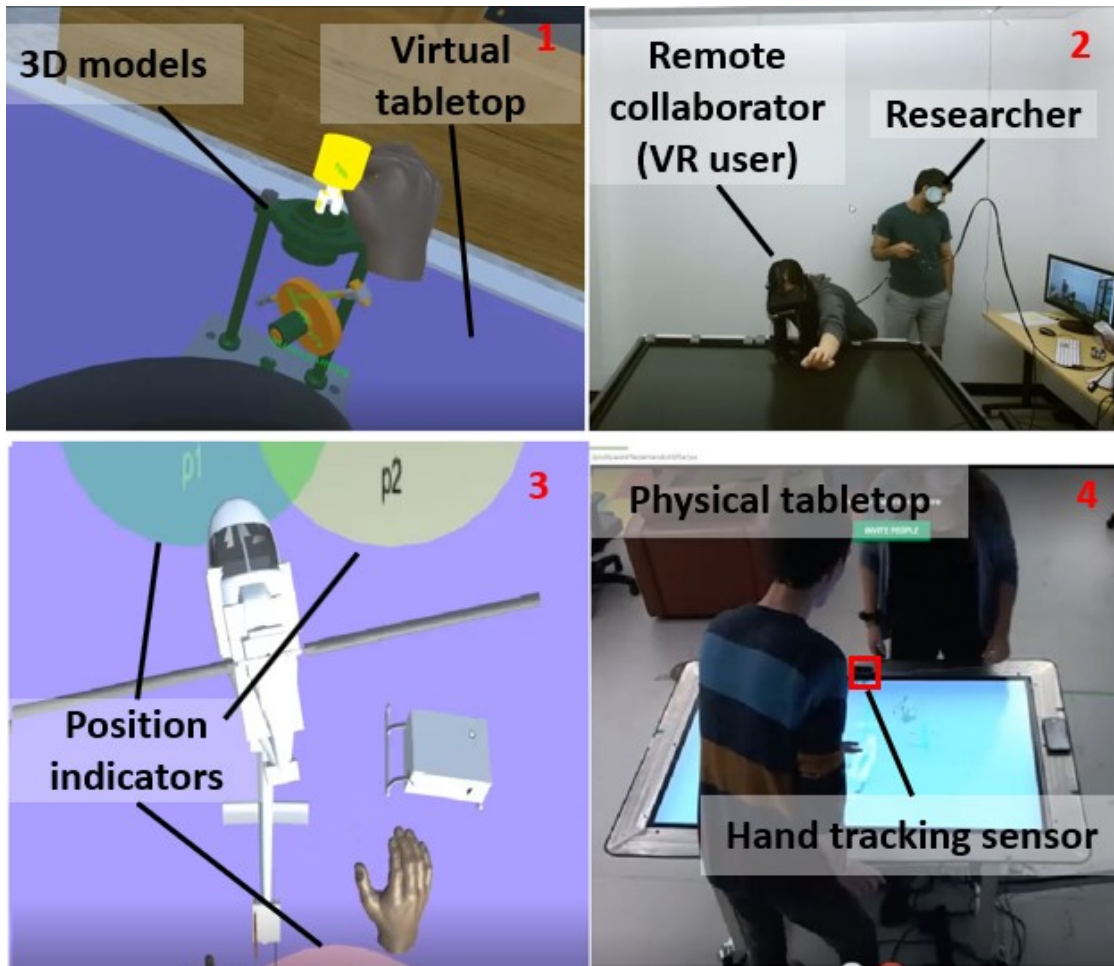 3D models
Virtual
tabletop
1
Remote
collaborator
(VR user)
Researcher
2
p1
p2
3
Position
indicators
Physical tabletop
4
INVITE PEOPLE
Hand tracking sensor